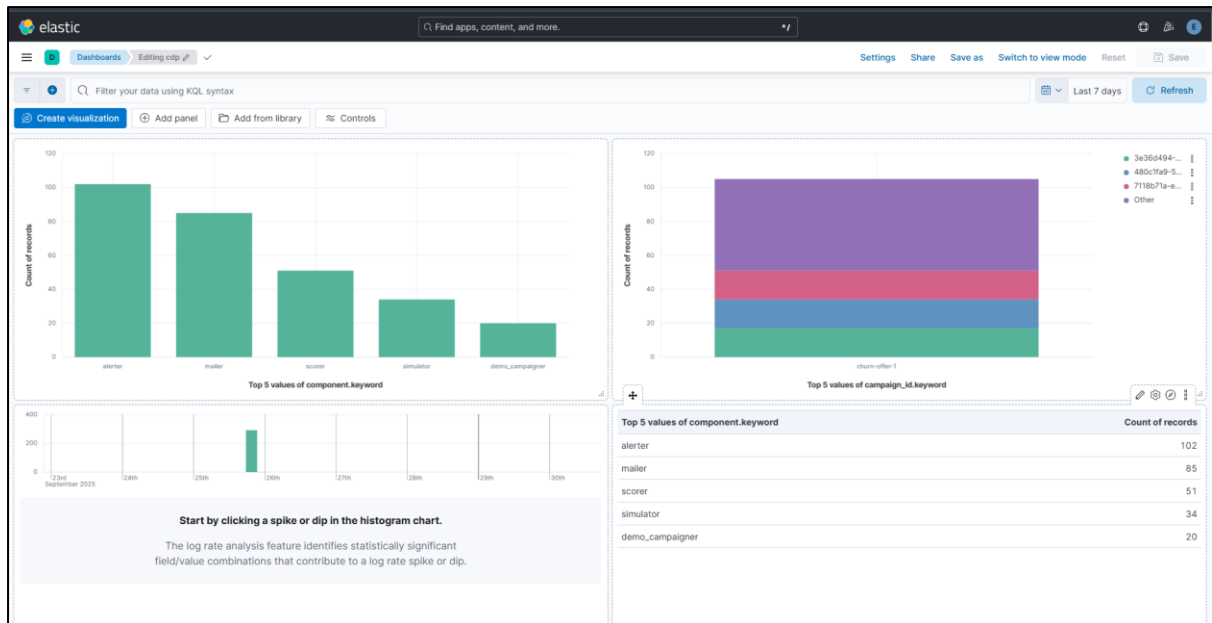 elastic
Find apps, content, and more.
^/
E
D
Dashboards
Editing cdp
Settings
Share
Save as
Switch to view mode
Reset
Save
Filter your data using KQL syntax
Last 7 days
Refresh
Create visualization
Add panel
Add from library
Controls
Count of records
120
100
80
60
40
20
0
alerter
mailer
scorer
simulator
demo_campaigner
Top 5 values of component.keyword
Count of records
120
100
80
60
40
20
0
churn-offer-1
Top 5 values of campaign_id.keyword
3e36d494-...
480c1fa9-5...
7118b71a-e...
Other
400
200
0
23rd
September 2025
24th
25th
26th
27th
28th
29th
30th
Start by clicking a spike or dip in the histogram chart.
The log rate analysis feature identifies statistically significant
field/value combinations that contribute to a log rate spike or dip.
Top 5 values of component.keyword Count of records
alerter 102
mailer 85
scorer 51
simulator 34
demo_campaigner 20